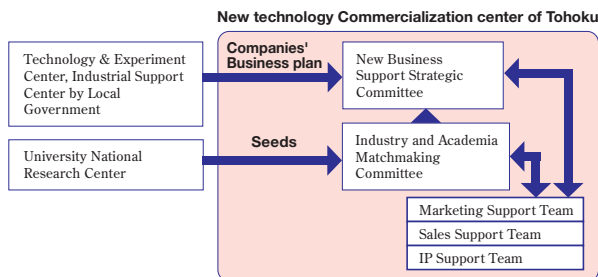 New technology Commercialization center of Tohoku
Technology & Experiment
Center, Industrial Support
Center by Local
Government
Companies'
Business plan
New Business
Support Strategic
Committee
University National
Research Center
Seeds
Industry and Academia
Matchmaking
Committee
Marketing Support Team
Sales Support Team
IP Support Team